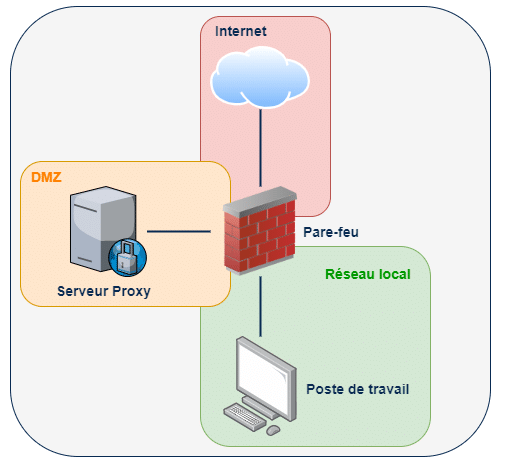 Internet
DMZ
Pare-feu
Serveur Proxy
Réseau local
Poste de travail